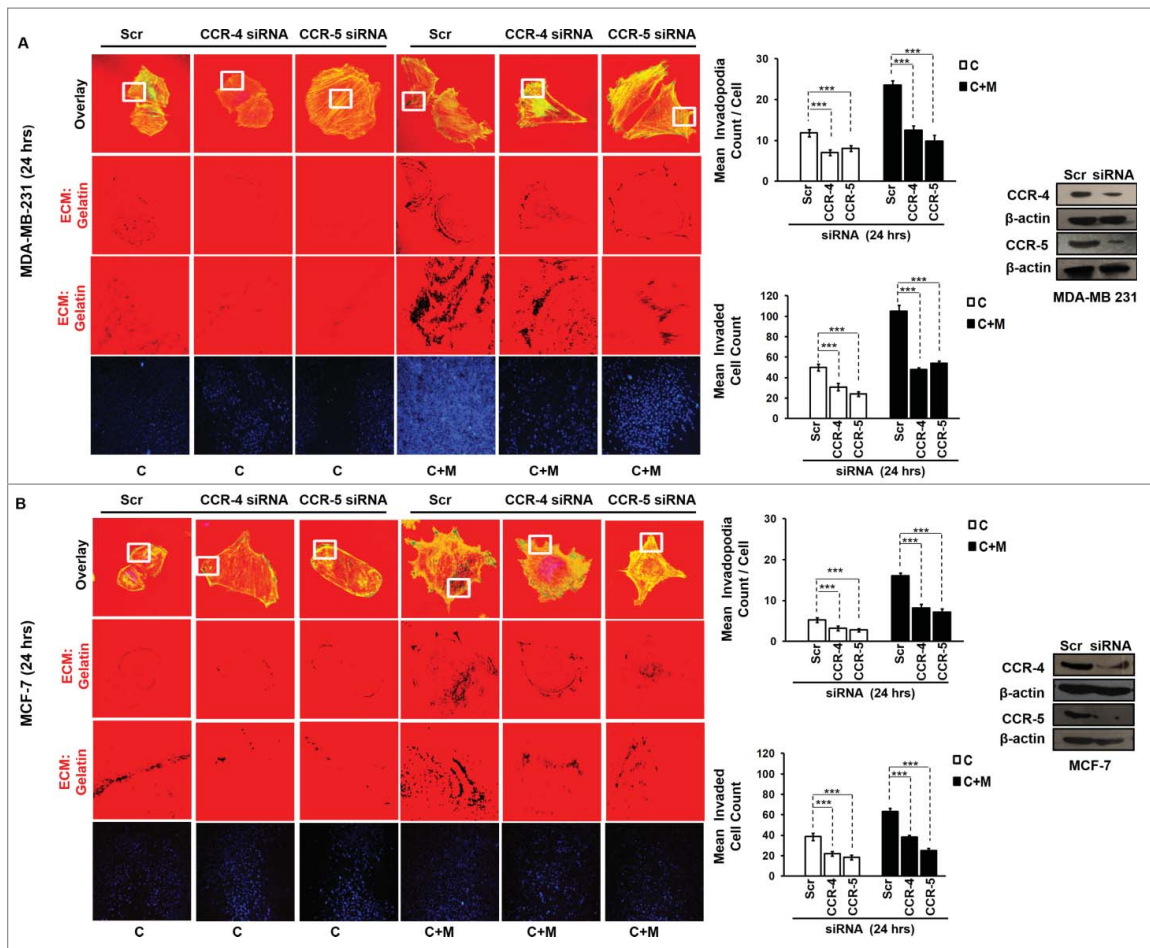 A
Scr CCR-4 siRNA CCR-5 siRNA Scr CCR-4 siRNA CCR-5 siRNA
MDA-MB-231 (24 hrs)
Overlay
ECM:
Gelatin
ECM:
Gelatin
C C C C+M C+M C+M
Mean Invadopodia
Count / Cell
30
20
10
0
*** *** *** ***
C
C+M
Scr CCR-4 CCR-5 Scr CCR-4 CCR-5
siRNA (24 hrs)
Mean Invaded
Cell Count
120
100
80
60
40
20
0
*** *** *** ***
C
C+M
Scr CCR-4 CCR-5 Scr CCR-4 CCR-5
siRNA (24 hrs)
Scr siRNA
CCR-4
β-actin
CCR-5
β-actin
MDA-MB 231
B
Scr CCR-4 siRNA CCR-5 siRNA Scr CCR-4 siRNA CCR-5 siRNA
MCF-7 (24 hrs)
Overlay
ECM:
Gelatin
ECM:
Gelatin
C C C C+M C+M C+M
Mean Invadopodia
Count / Cell
30
20
10
0
*** *** *** ***
C
C+M
Scr CCR-4 CCR-5 Scr CCR-4 CCR-5
siRNA (24 hrs)
Mean Invaded
Cell Count
120
100
80
60
40
20
0
*** *** *** ***
C
C+M
Scr CCR-4 CCR-5 Scr CCR-4 CCR-5
siRNA (24 hrs)
Scr siRNA
CCR-4
β-actin
CCR-5
β-actin
MCF-7